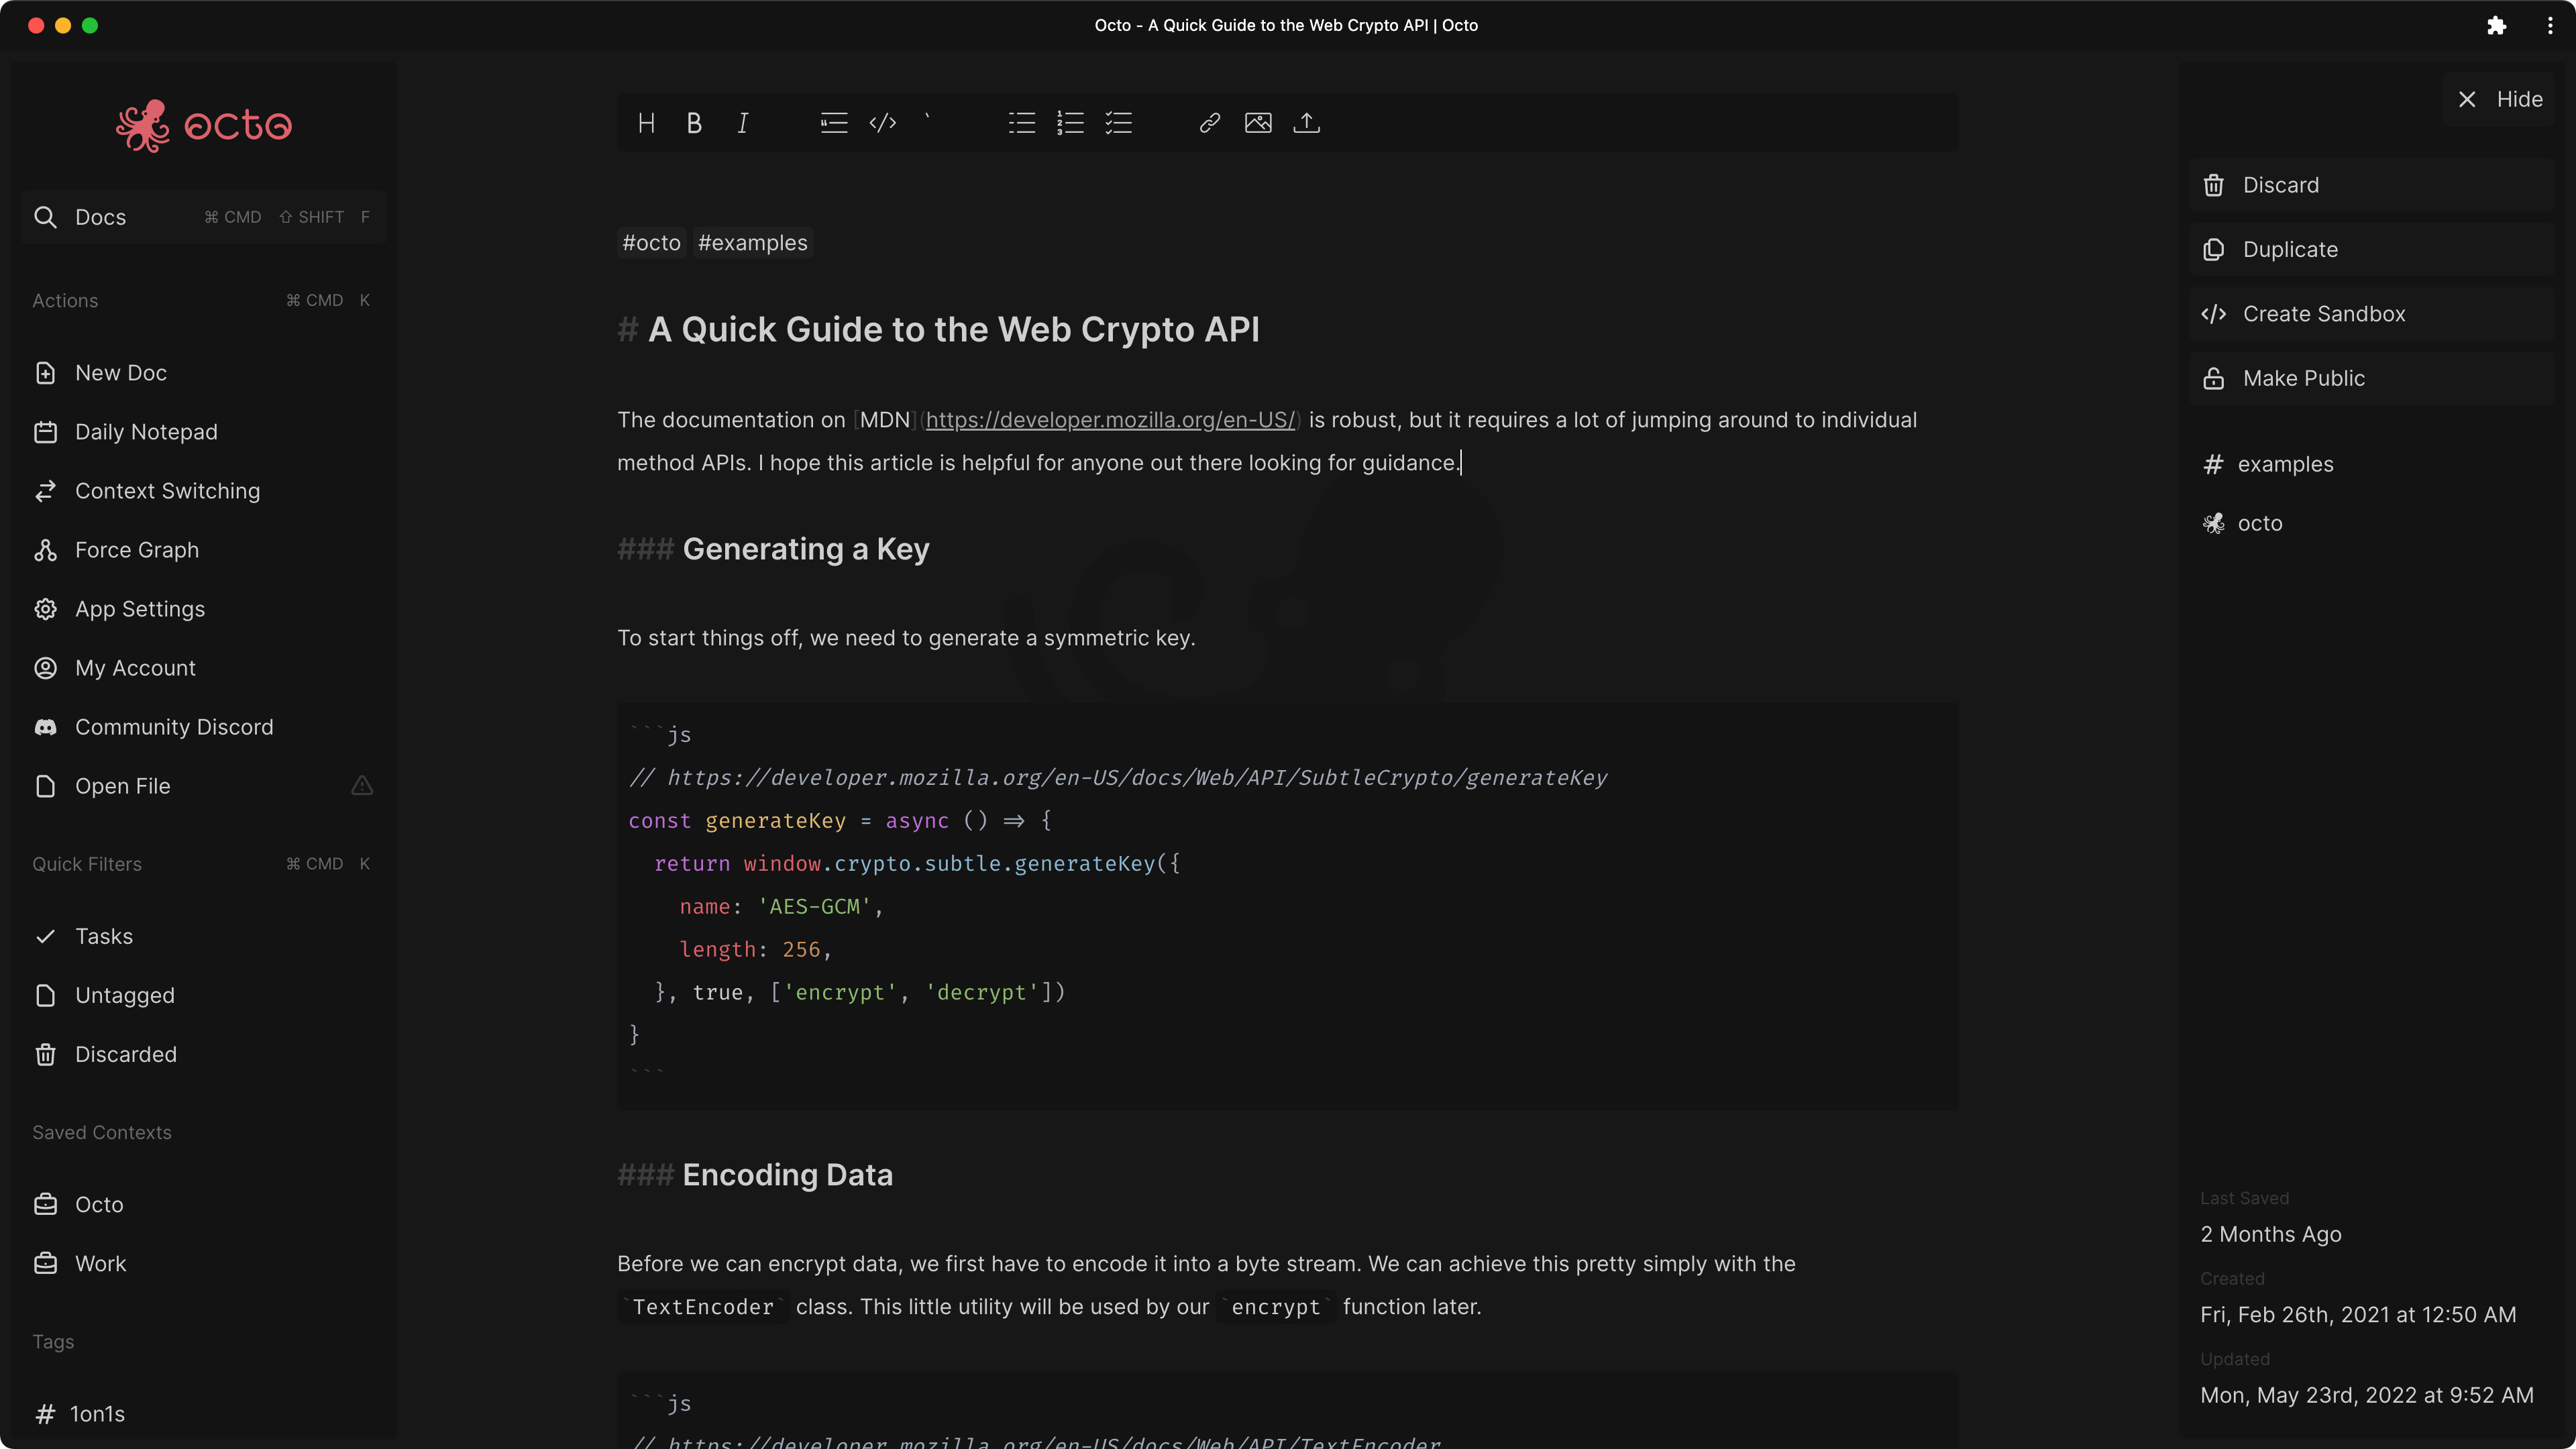 Octo - A Quick Guide to the Web Crypto API | Octo
octo
Docs ⌘ CMD ⇧ SHIFT F
Actions ⌘ CMD K
New Doc
Daily Notepad
Context Switching
Force Graph
App Settings
My Account
Community Discord
Open File
Quick Filters ⌘ CMD K
Tasks
Untagged
Discarded
Saved Contexts
Octo
Work
Tags
# 1on1s
H B I
#octo #examples
# A Quick Guide to the Web Crypto API
The documentation on [MDN](https://developer.mozilla.org/en-US/) is robust, but it requires a lot of jumping around to individual
method APIs. I hope this article is helpful for anyone out there looking for guidance.
### Generating a Key
To start things off, we need to generate a symmetric key.
```js
// https://developer.mozilla.org/en-US/docs/Web/API/SubtleCrypto/generateKey
const generateKey = async () => {
return window.crypto.subtle.generateKey({
name: 'AES-GCM',
length: 256,
}, true, ['encrypt', 'decrypt'])
}
```
### Encoding Data
Before we can encrypt data, we first have to encode it into a byte stream. We can achieve this pretty simply with the
`TextEncoder` class. This little utility will be used by our `encrypt` function later.
```js
// https://developer.mozilla.org/en-US/docs/Web/API/TextEncoder
Hide
Discard
Duplicate
Create Sandbox
Make Public
# examples
octo
Last Saved
2 Months Ago
Created
Fri, Feb 26th, 2021 at 12:50 AM
Updated
Mon, May 23rd, 2022 at 9:52 AM